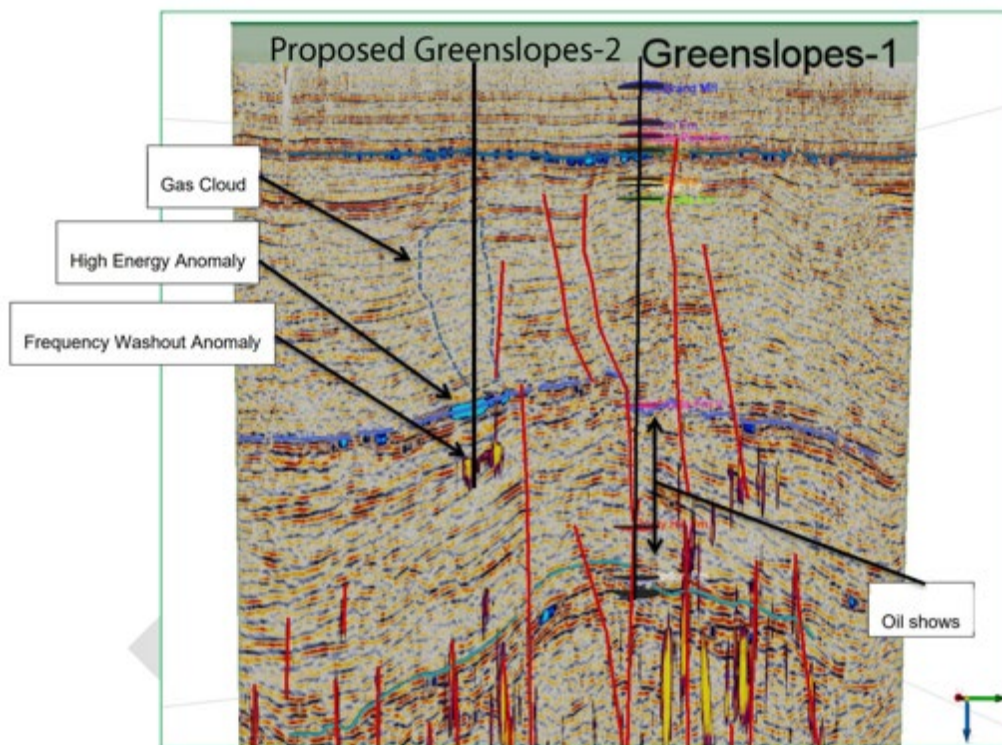 Proposed Greenslopes-2
Greenslopes-1
Gas Cloud
High Energy Anomaly
Frequency Washout Anomaly
Oil shows